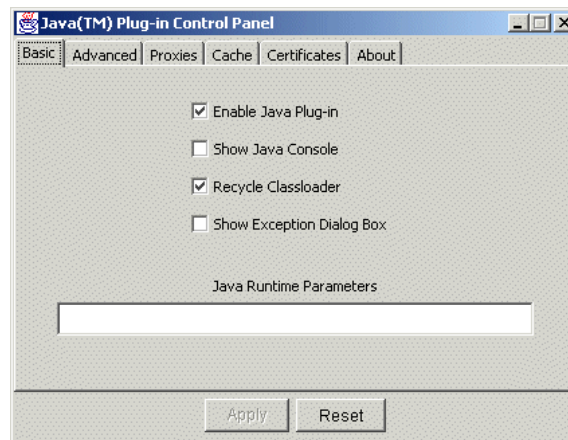 Java(TM) Plug-in Control Panel
Basic Advanced Proxies Cache Certificates About
Enable Java Plug-in
Show Java Console
Recycle Classloader
Show Exception Dialog Box
Java Runtime Parameters
Apply Reset